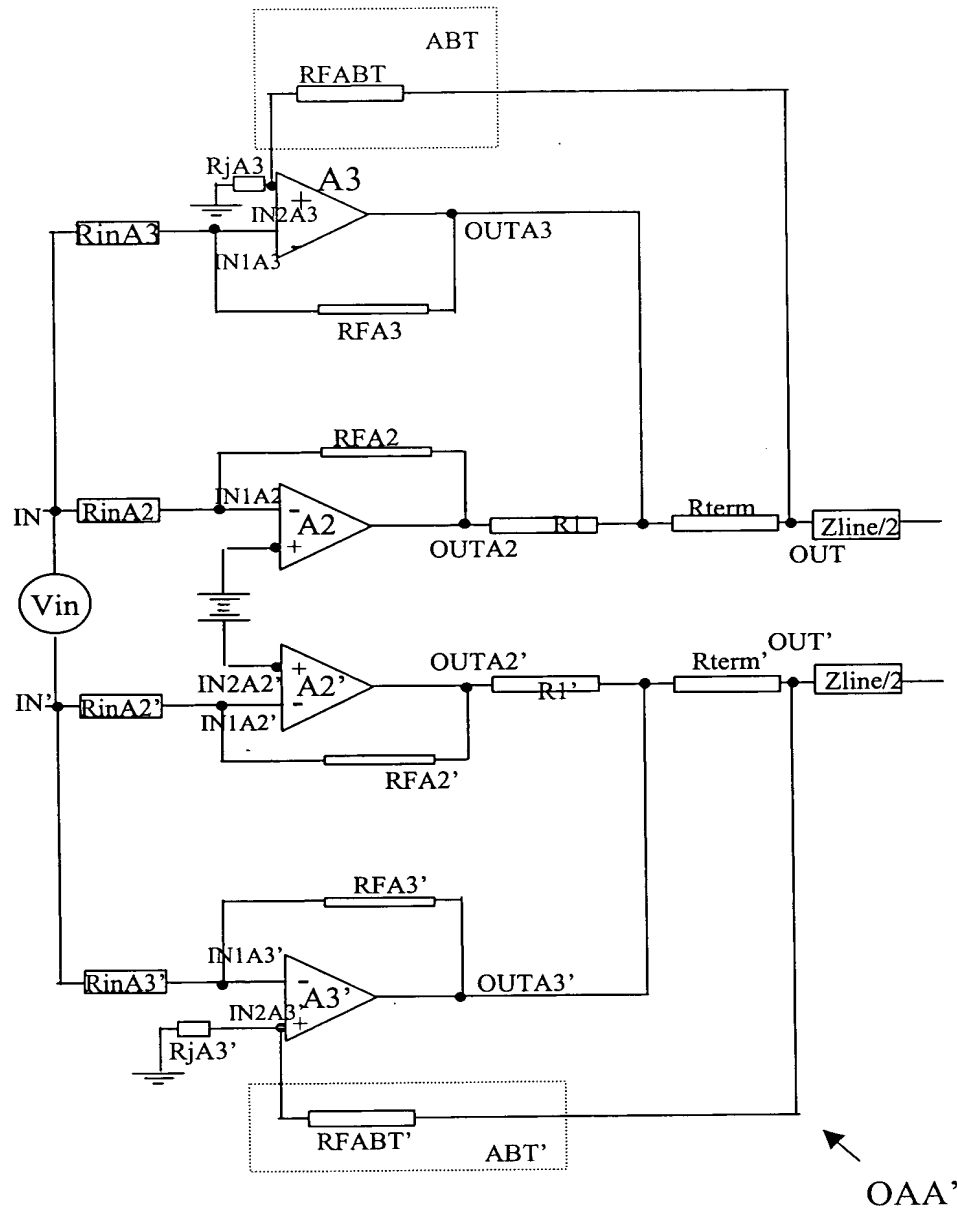 ABT
RFABT
RjA3
A3
+
IN2A3
OUTA3
RinA3
IN1A3
-
RFA3
RFA2
IN
RinA2
IN1A2
-
A2
+
OUTA2
R1
Rterm
Zline/2
OUT
Vin
IN'
RinA2'
IN2A2'
IN1A2'
+
A2'
-
OUTA2'
R1'
Rterm'
OUT'
Zline/2
RFA2'
RFA3'
RinA3'
IN1A3'
-
A3'
OUTA3'
IN2A3'
+
RjA3'
RFABT'
ABT'
OAA'